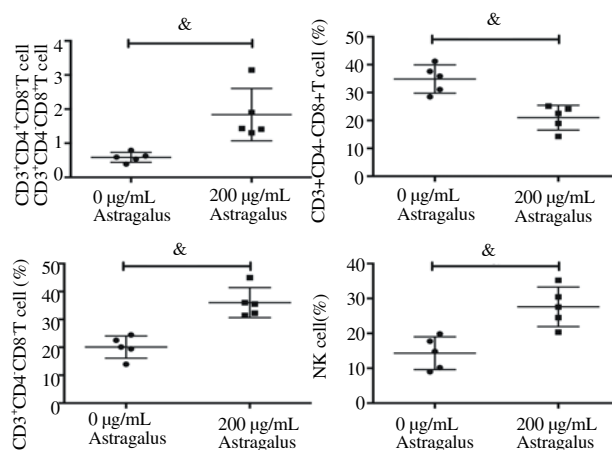 &
CD3⁺CD4⁺CD8⁻T cell
CD3⁺CD4⁻CD8⁺T cell
4
3
2
1
0
0 μg/mL
Astragalus
200 μg/mL
Astragalus
&
CD3+CD4-CD8+T cell (%)
50
40
30
20
10
0
0 μg/mL
Astragalus
200 μg/mL
Astragalus
&
CD3⁺CD4⁻CD8⁻T cell (%)
50
40
30
20
10
0
0 μg/mL
Astragalus
200 μg/mL
Astragalus
&
NK cell(%)
40
30
20
10
0
0 μg/mL
Astragalus
200 μg/mL
Astragalus